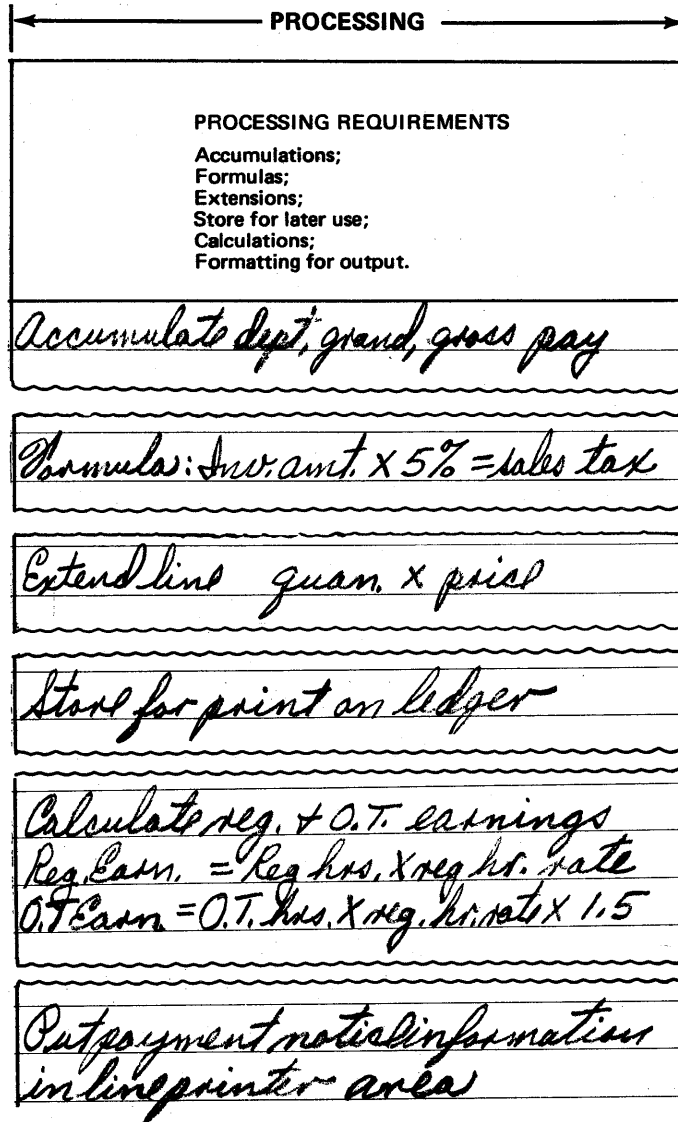 PROCESSING
PROCESSING REQUIREMENTS
Accumulations;
Formulas;
Extensions;
Store for later use;
Calculations;
Formatting for output.
Accumulate dept, grand, gross pay
Formula: Inv. amt. X 5% = sales tax
Extend line quan. X price
Store for print on ledger
Calculate reg. + O.T. earnings
Reg. Earn. = Reg hrs. X reg hr. rate
O.T Earn = O.T. hrs. X reg. hr. rate X 1.5
Put payment notice information
in line printer area